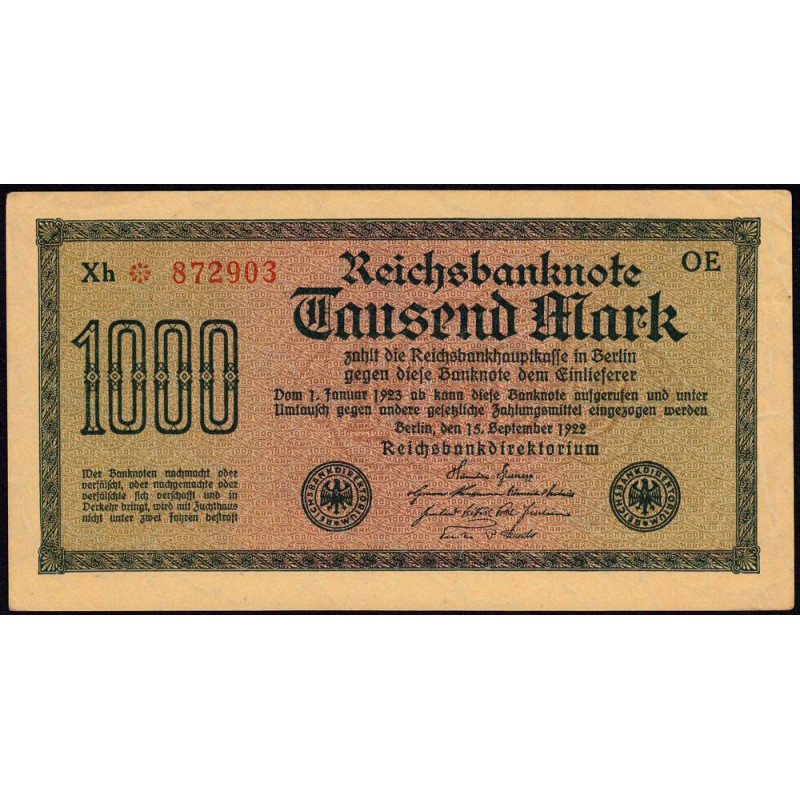 Xh * 872903
OE
1000
Reichsbanknote
Tausend Mark
zahlt die Reichsbankhauptkasse in Berlin
gegen diese Banknote dem Einlieferer
Vom 1. Januar 1923 ab kann diese Banknote aufgerufen und unter
Umtausch gegen andere gesetzliche Zahlungsmittel eingezogen werden
Berlin, den 15. September 1922
Reichsbankdirektorium
Wer Banknoten nachmacht oder
verfälscht, oder nachgemachte oder
verfälschte sich verschafft und in
Verkehr bringt, wird mit Zuchthaus
nicht unter zwei Jahren bestraft
REICHSBANKDIREKTORIUM
REICHSBANKDIREKTORIUM